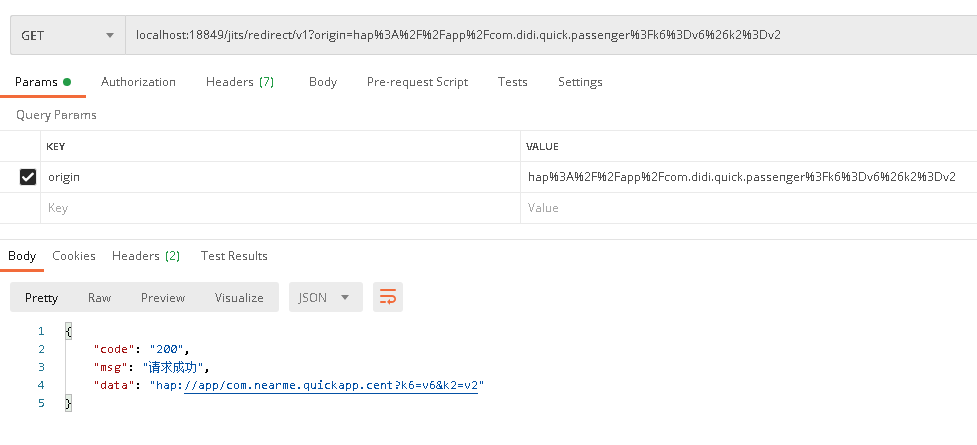 GET localhost:18849/jits/redirect/v1?origin=hap%3A%2F%2Fapp%2Fcom.didi.quick.passenger%3Fk6%3Dv6%26k2%3Dv2
Params Authorization Headers (7) Body Pre-request Script Tests Settings
Query Params
KEY VALUE
origin hap%3A%2F%2Fapp%2Fcom.didi.quick.passenger%3Fk6%3Dv6%26k2%3Dv2
Key Value
Body Cookies Headers (2) Test Results
Pretty Raw Preview Visualize JSON
1 {
2 "code": "200",
3 "msg": "请求成功",
4 "data": "hap://app/com.nearme.quickapp.cent?k6=v6&k2=v2"
5 }